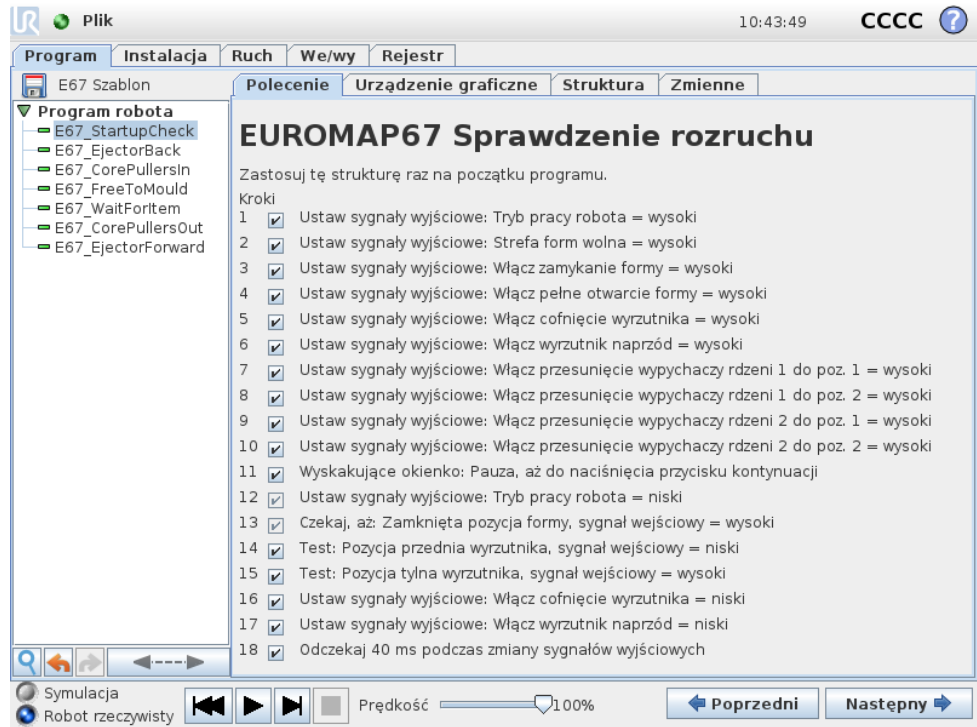 UR Plik 10:43:49 CCCC ?
Program Instalacja Ruch We/wy Rejestr
E67 Szablon
Program robota
E67_StartupCheck
E67_EjectorBack
E67_CorePullersIn
E67_FreeToMould
E67_WaitForItem
E67_CorePullersOut
E67_EjectorForward
Polecenie Urządzenie graficzne Struktura Zmienne
EUROMAP67 Sprawdzenie rozruchu
Zastosuj tę strukturę raz na początku programu.
Kroki
1 Ustaw sygnały wyjściowe: Tryb pracy robota = wysoki
2 Ustaw sygnały wyjściowe: Strefa form wolna = wysoki
3 Ustaw sygnały wyjściowe: Włącz zamykanie formy = wysoki
4 Ustaw sygnały wyjściowe: Włącz pełne otwarcie formy = wysoki
5 Ustaw sygnały wyjściowe: Włącz cofnięcie wyrzutnika = wysoki
6 Ustaw sygnały wyjściowe: Włącz wyrzutnik naprzód = wysoki
7 Ustaw sygnały wyjściowe: Włącz przesunięcie wypychaczy rdzeni 1 do poz. 1 = wysoki
8 Ustaw sygnały wyjściowe: Włącz przesunięcie wypychaczy rdzeni 1 do poz. 2 = wysoki
9 Ustaw sygnały wyjściowe: Włącz przesunięcie wypychaczy rdzeni 2 do poz. 1 = wysoki
10 Ustaw sygnały wyjściowe: Włącz przesunięcie wypychaczy rdzeni 2 do poz. 2 = wysoki
11 Wyskakujące okienko: Pauza, aż do naciśnięcia przycisku kontynuacji
12 Ustaw sygnały wyjściowe: Tryb pracy robota = niski
13 Czekaj, aż: Zamknięta pozycja formy, sygnał wejściowy = wysoki
14 Test: Pozycja przednia wyrzutnika, sygnał wejściowy = niski
15 Test: Pozycja tylna wyrzutnika, sygnał wejściowy = wysoki
16 Ustaw sygnały wyjściowe: Włącz cofnięcie wyrzutnika = niski
17 Ustaw sygnały wyjściowe: Włącz wyrzutnik naprzód = niski
18 Odczekaj 40 ms podczas zmiany sygnałów wyjściowych
Symulacja
Robot rzeczywisty
Prędkość 100%
Poprzedni Następny